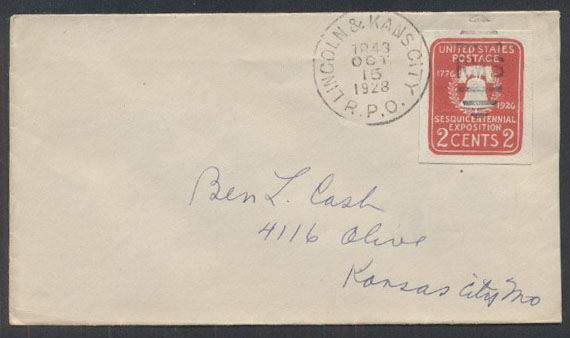 LINCOLN & KANS. CITY
TR43
OCT
15
1928
R.P.O.
UNITED STATES
POSTAGE
1776
1926
SESQUICENTENNIAL
EXPOSITION
2 CENTS 2
Ben L. Cash
4116 Olive
Kansas City Mo